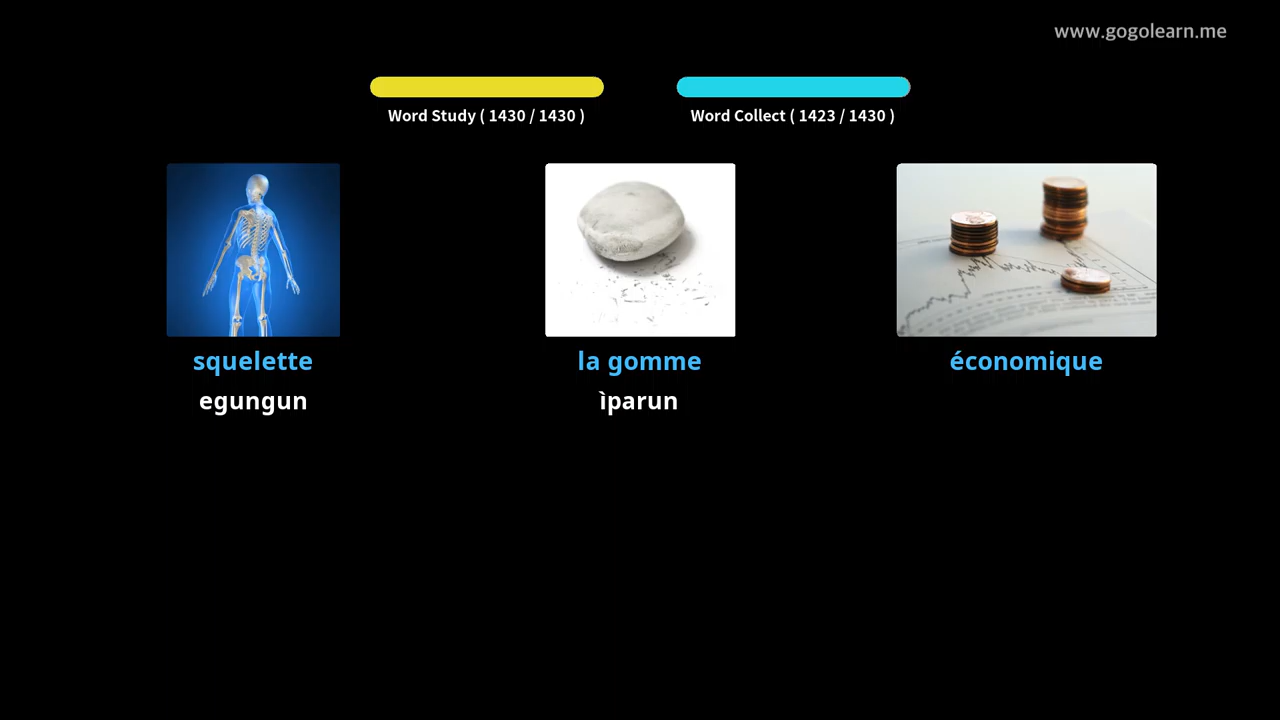 www.gogolearn.me
Word Study ( 1430 / 1430 )
Word Collect ( 1423 / 1430 )
squelette
la gomme
économique
egungun
ìparun